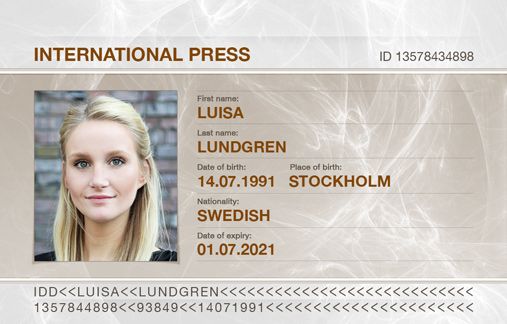 INTERNATIONAL PRESS ID 13578434898
First name:
LUISA
Last name:
LUNDGREN
Date of birth: Place of birth:
14.07.1991 STOCKHOLM
Nationality:
SWEDISH
Date of expiry:
01.07.2021
IDD<<LUISA<<LUNDGREN<<<<<<<<<<<<<<<<<<<<<<<<<<<<
1357844898<<93849<<14071991<<<<<<<<<<<<<<<<<<<<<<